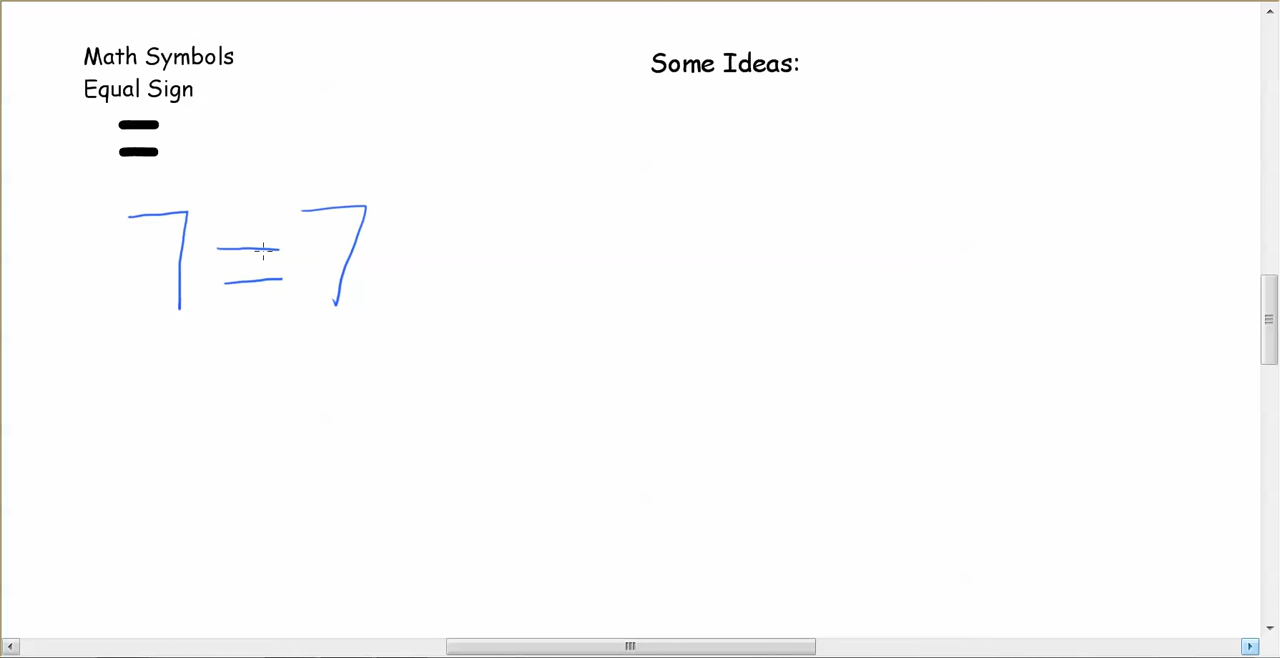 Math Symbols
Equal Sign
=
7 = 7
Some Ideas: